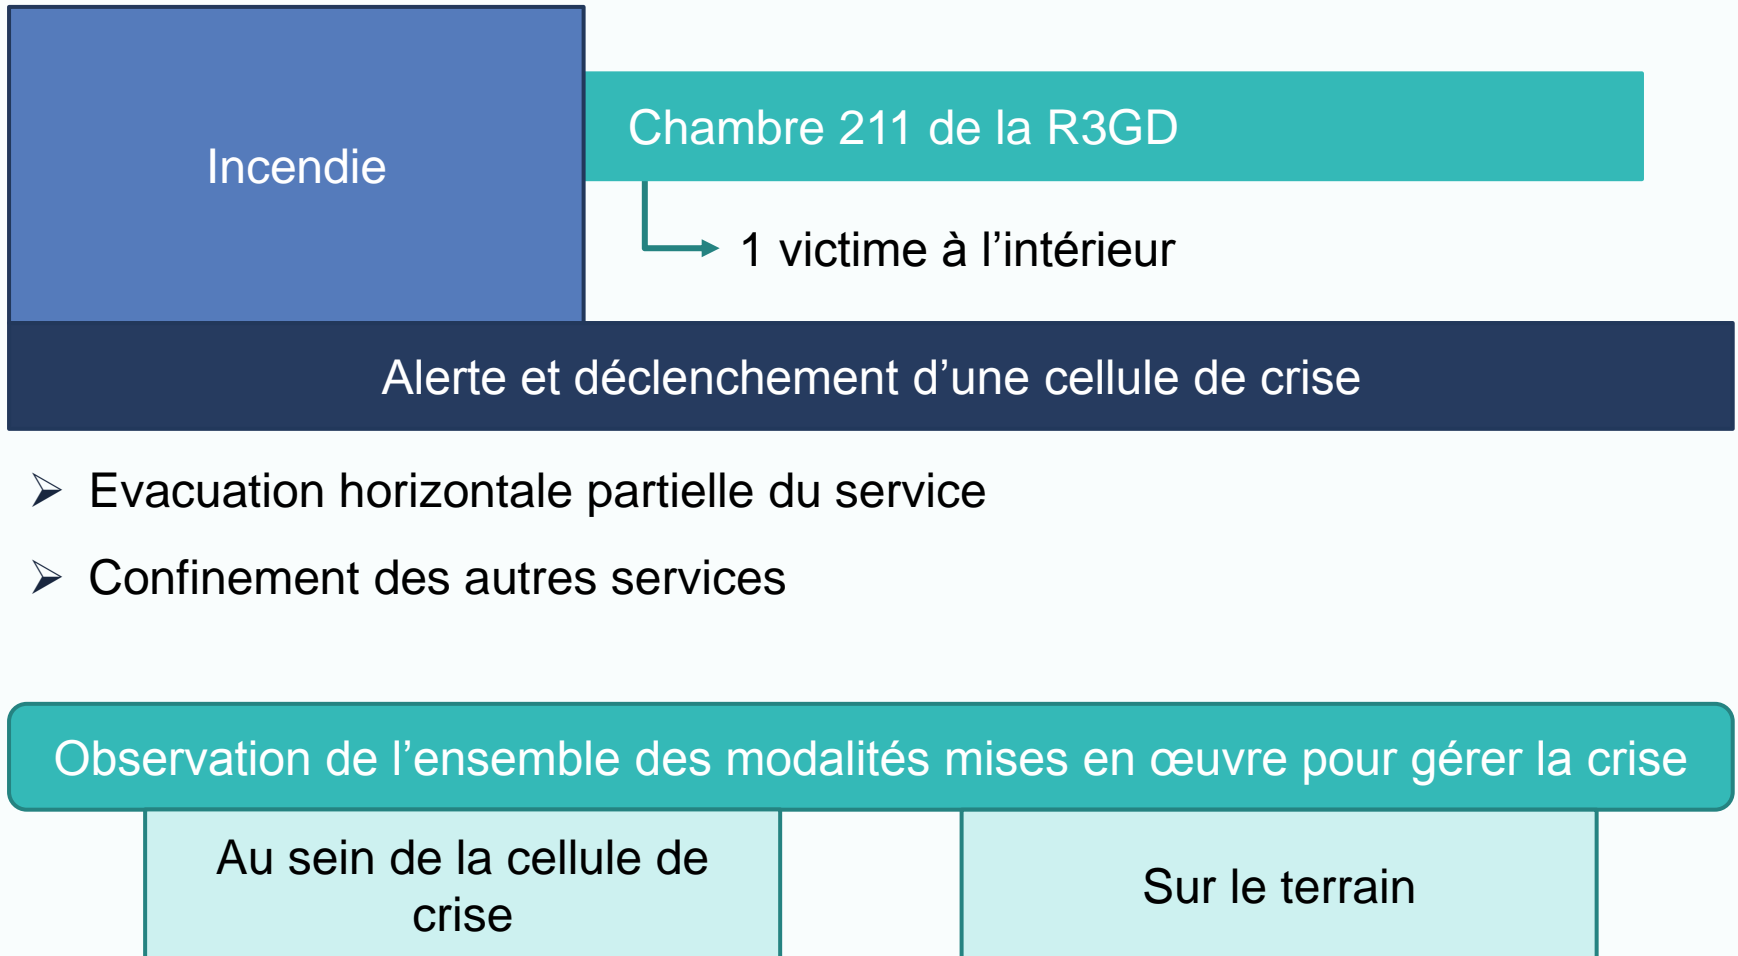 Incendie
Chambre 211 de la R3GD
1 victime à l’intérieur
Alerte et déclenchement d’une cellule de crise
➢ Evacuation horizontale partielle du service
➢ Confinement des autres services
Observation de l’ensemble des modalités mises en œuvre pour gérer la crise
Au sein de la cellule de
crise
Sur le terrain